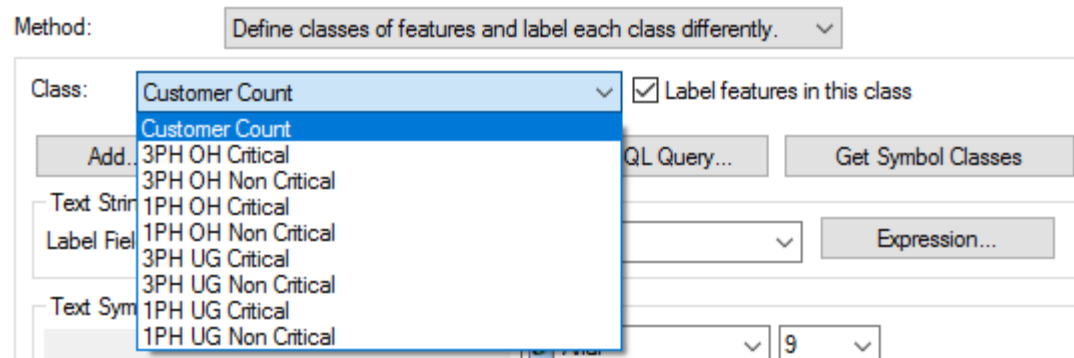 Method: Define classes of features and label each class differently.
Class: Customer Count Label features in this class
Customer Count
Add.. QL Query... Get Symbol Classes
3PH OH Critical
3PH OH Non Critical
Text Strin
1PH OH Critical
Label Fiel 1PH OH Non Critical Expression...
3PH UG Critical
3PH UG Non Critical
Text Sym 1PH UG Critical
1PH UG Non Critical 9